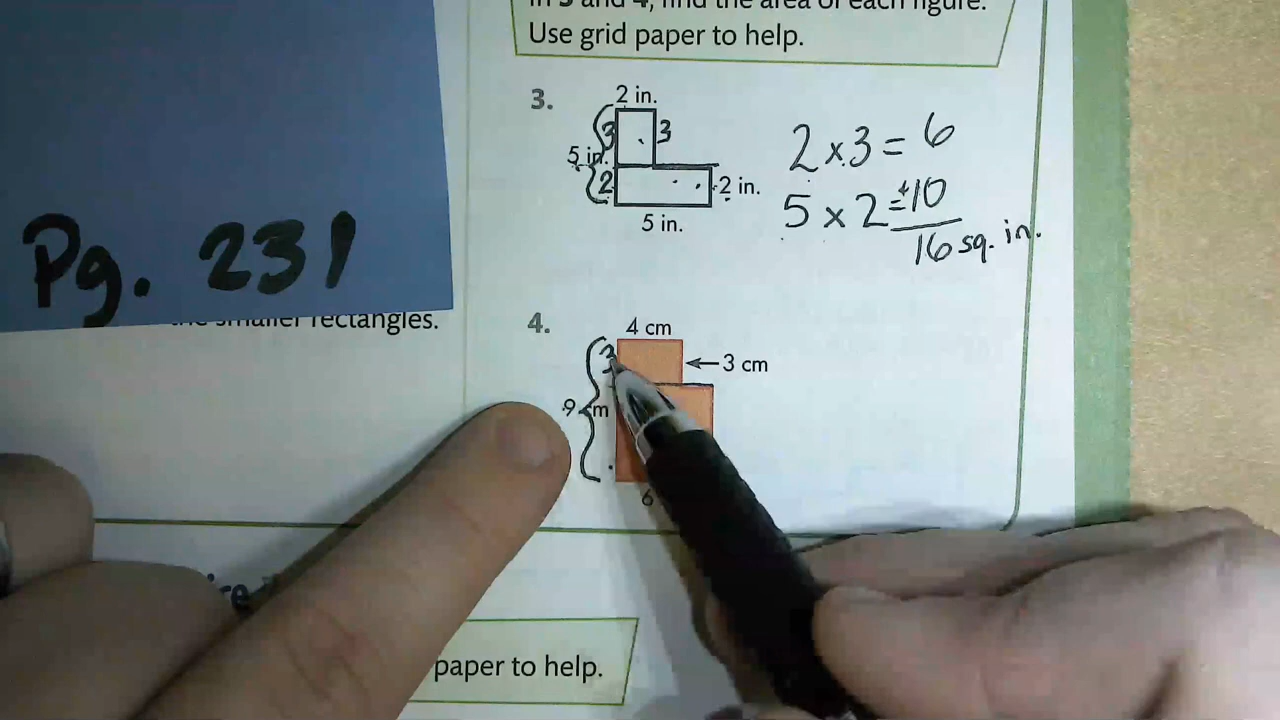 in 3 and 4, find the area of each figure.
Use grid paper to help.
3.
2 in.
3
3
5 in.
2
2 in.
5 in.
2 x 3 = 6
5 x 2 = +10
16 sq. in.
Pg. 231
smaller rectangles.
4.
4 cm
3
3 cm
9
m
6
paper to help.